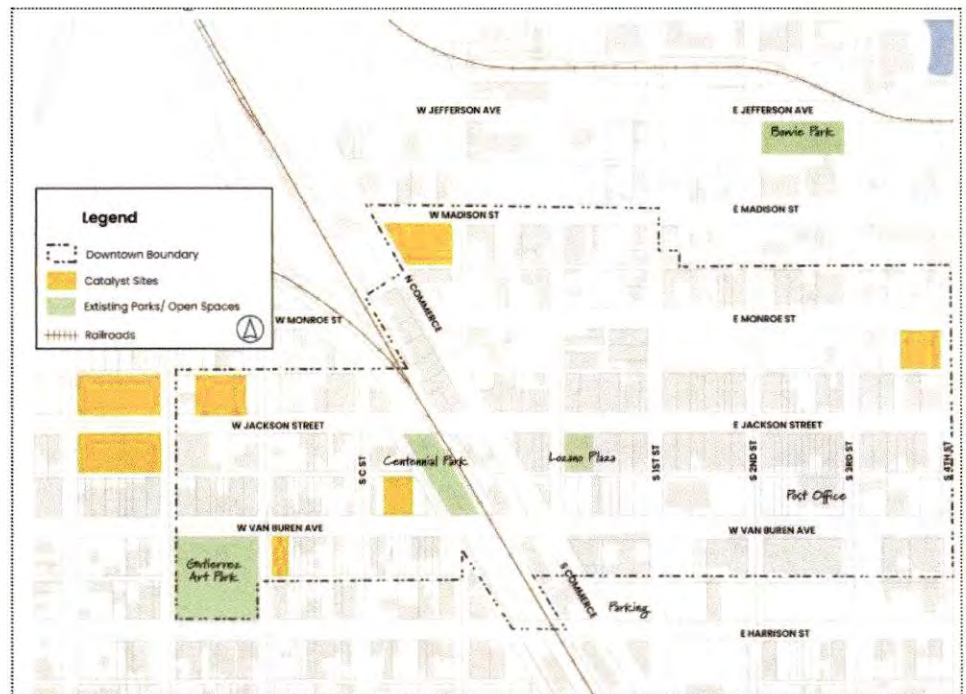 W JEFFERSON AVE
E JEFFERSON AVE
Bowie Park
Legend
Downtown Boundary
Catalyst Sites
Extisting Parks/ Open Spaces
Railroads
W MADISON ST
E MADISON ST
N COMMERCE
W MONROE ST
E MONROE ST
W JACKSON STREET
E JACKSON STREET
S C ST
Centennial Park
Lozano Plaza
S 1ST ST
S 2ND ST
S 3RD ST
S 4TH ST
Post Office
W VAN BUREN AVE
W VAN BUREN AVE
Gutierrez
Art Park
S COMMERCE
Parking
E HARRISON ST